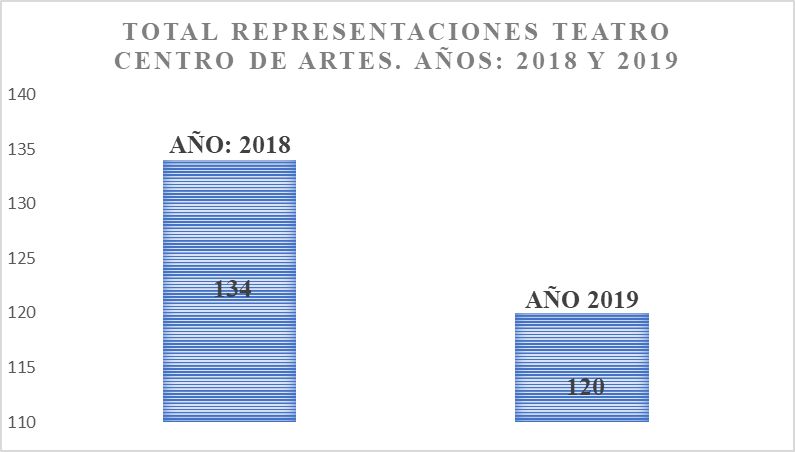 TOTAL REPRESENTACIONES TEATRO
CENTRO DE ARTES. AÑOS: 2018 Y 2019
140
135
130
125
120
115
110
AÑO: 2018
134
AÑO 2019
120